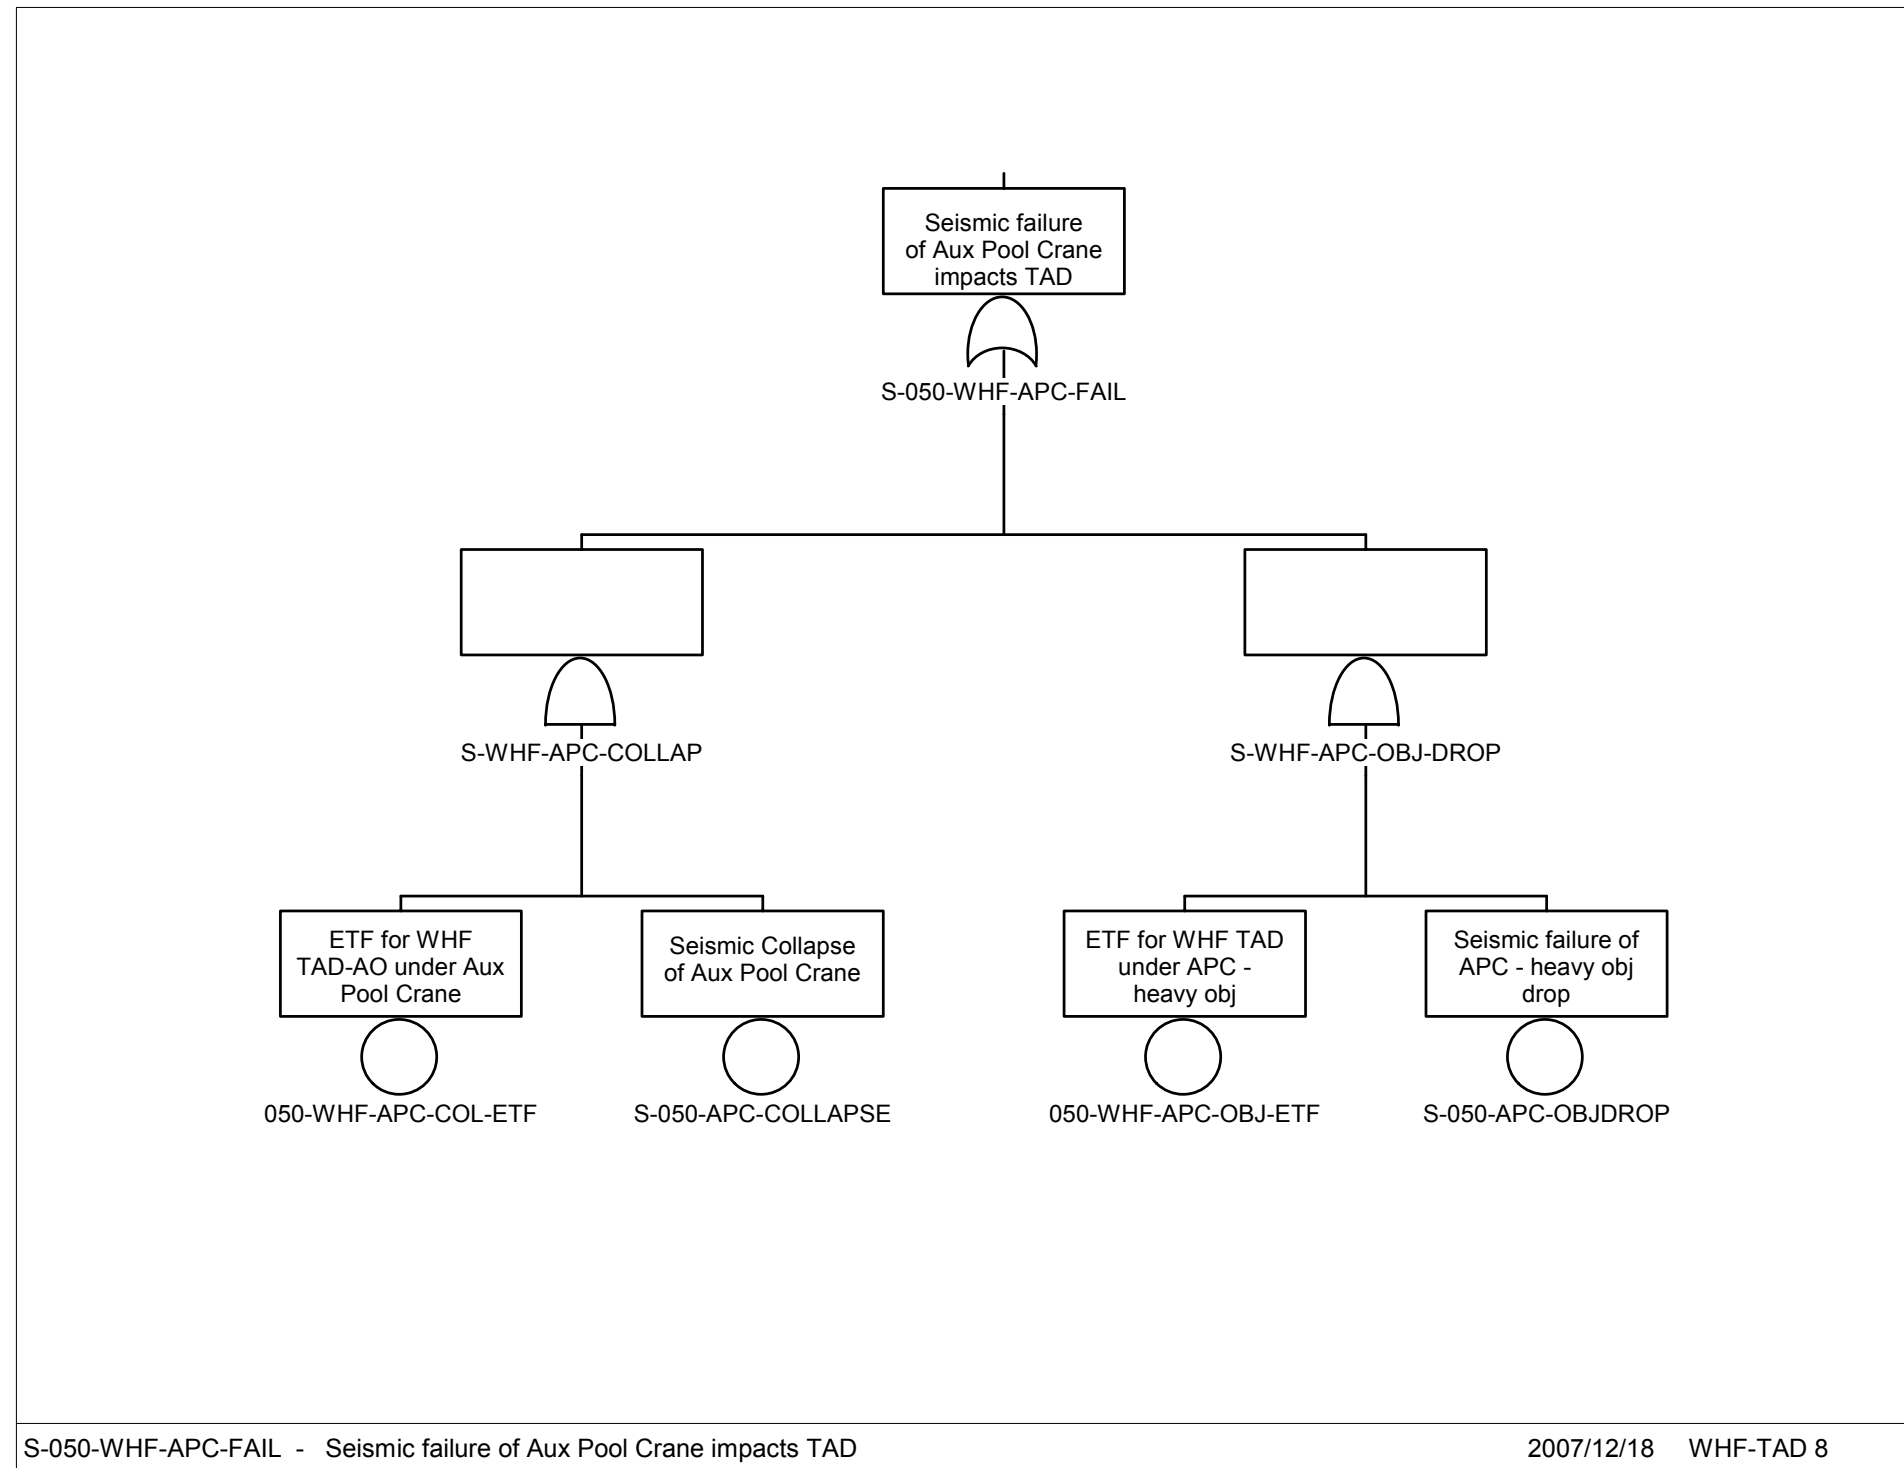 Seismic failure
of Aux Pool Crane
impacts TAD
S-050-WHF-APC-FAIL
S-WHF-APC-COLLAP
S-WHF-APC-OBJ-DROP
ETF for WHF
TAD-AO under Aux
Pool Crane
Seismic Collapse
of Aux Pool Crane
ETF for WHF TAD
under APC -
heavy obj
Seismic failure of
APC - heavy obj
drop
050-WHF-APC-COL-ETF
S-050-APC-COLLAPSE
050-WHF-APC-OBJ-ETF
S-050-APC-OBJDROP
S-050-WHF-APC-FAIL - Seismic failure of Aux Pool Crane impacts TAD
2007/12/18 WHF-TAD 8